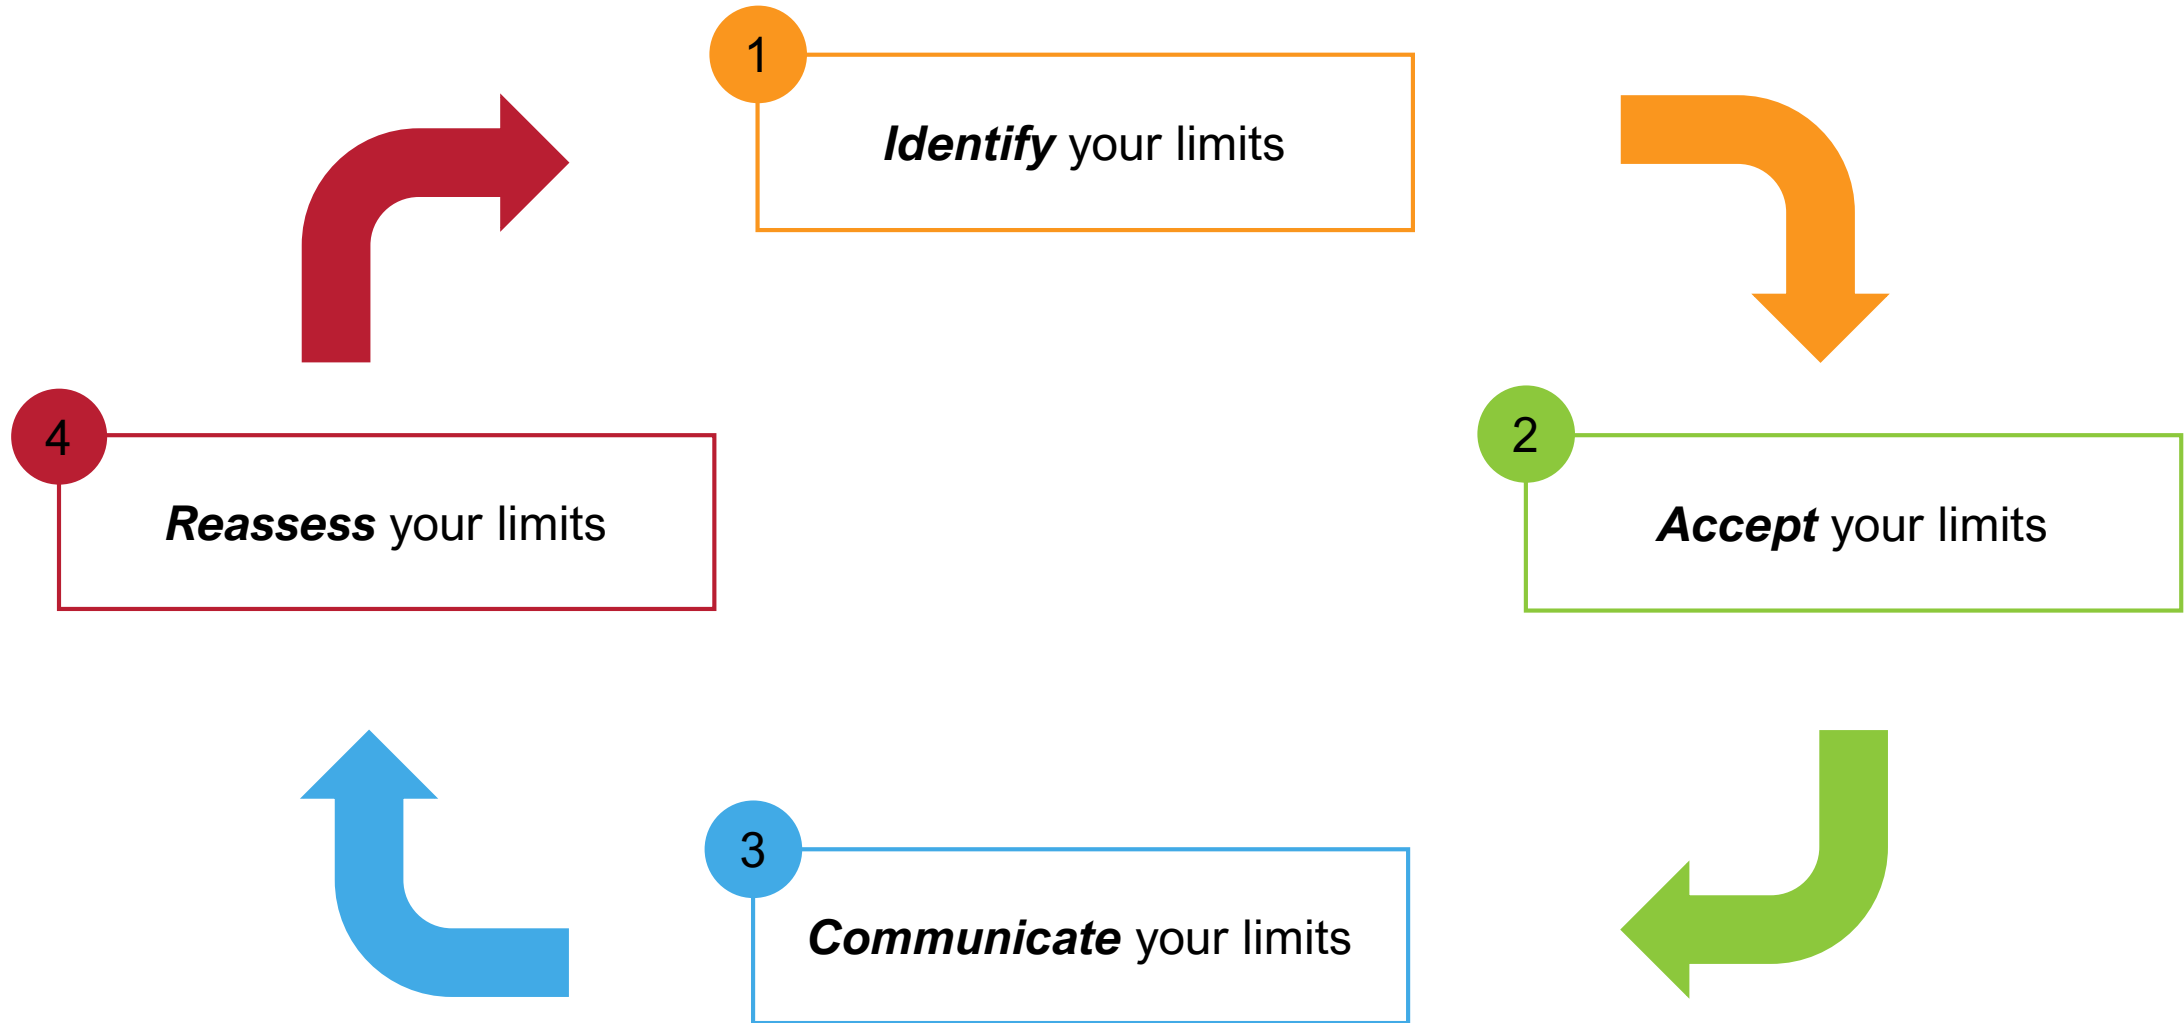 1
Identify your limits
2
Accept your limits
3
Communicate your limits
4
Reassess your limits